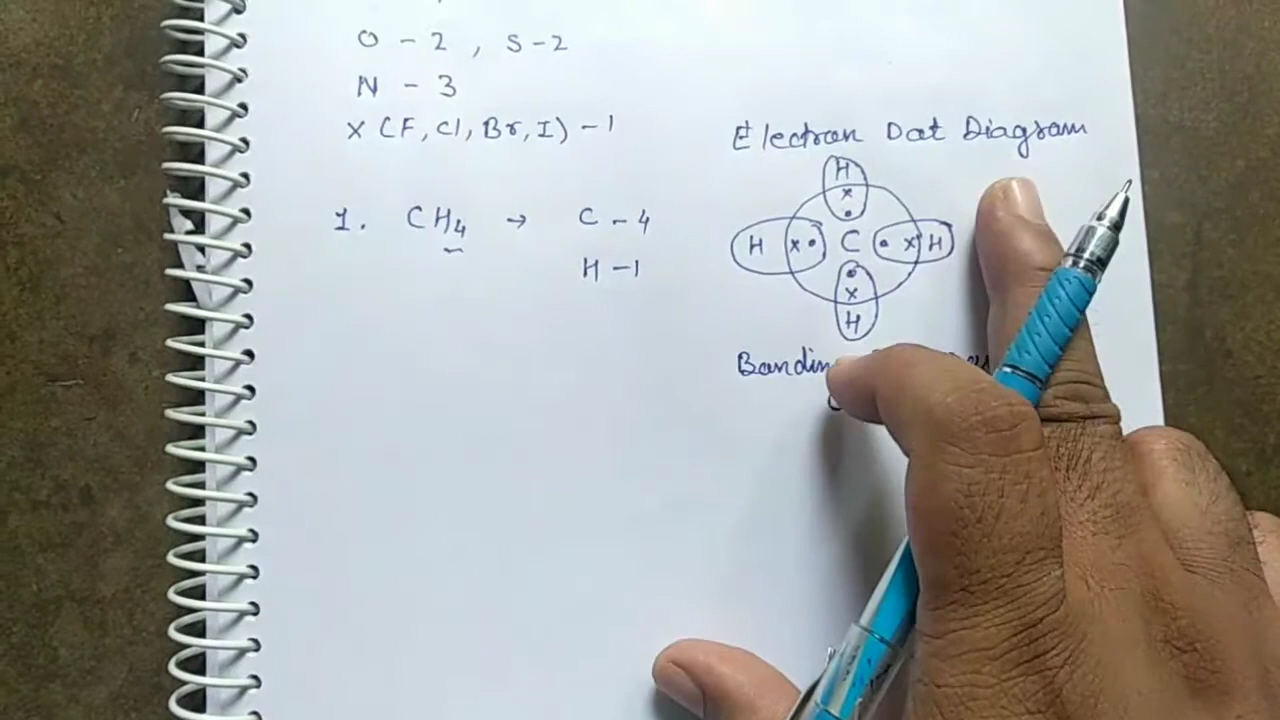 O - 2 , S - 2
N - 3
X (F, Cl, Br, I) - 1
Electron Dot Diagram
1. CH4 → C - 4
H - 1
H
x
•
H x • C • x H
•
x
H